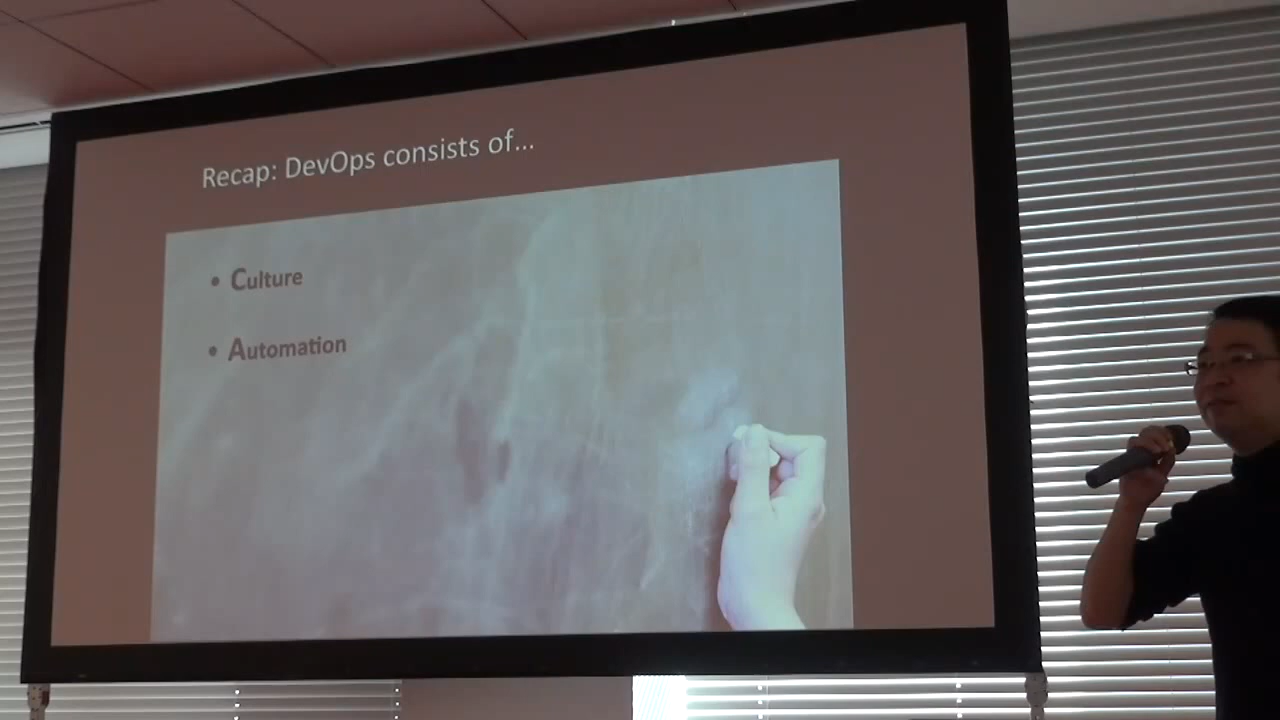 Recap: DevOps consists of...
• Culture
• Automation